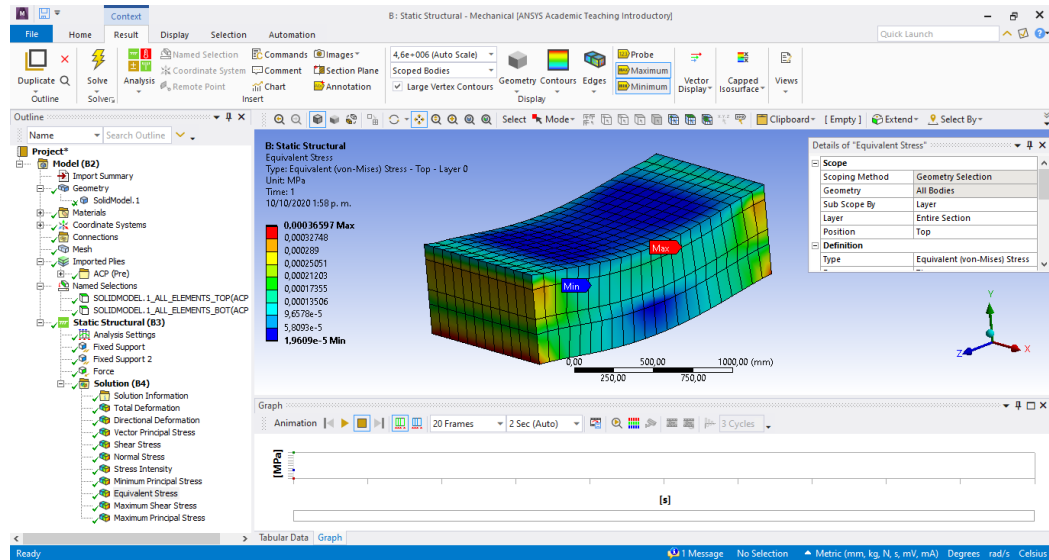 Context
B : Static Structural - Mechanical [ANSYS Academic Teaching Introductory]
File Home Result Display Selection Automation
Quick Launch
Duplicate
Solve
Analysis
Named Selection
Coordinate System
Remote Point
Commands
Comment
Chart
Images
Section Plane
Annotation
4,6e+006 (Auto Scale)
Scoped Bodies
Large Vertex Contours
Geometry Contours Edges
Probe
Maximum
Minimum
Vector Display
Capped Isosurface
Views
Outline Solver Insert Display
Outline
Name Search Outline
Select Mode Clipboard [ Empty ] Extend Select By
Project*
Model (B2)
Import Summary
Geometry
SolidModel.1
Materials
Coordinate Systems
Connections
Mesh
Imported Plies
ACP (Pre)
Named Selections
SOLIDMODEL.1_ALL_ELEMENTS_TOP(ACP
SOLIDMODEL.1_ALL_ELEMENTS_BOT(ACP
Static Structural (B3)
Analysis Settings
Fixed Support
Fixed Support 2
Force
Solution (B4)
Solution Information
Total Deformation
Directional Deformation
Vector Principal Stress
Shear Stress
Normal Stress
Stress Intensity
Minimum Principal Stress
Equivalent Stress
Maximum Shear Stress
Maximum Principal Stress
B: Static Structural
Equivalent Stress
Type: Equivalent (von-Mises) Stress - Top - Layer 0
Unit: MPa
Time: 1
10/10/2020 1:58 p. m.
0,00036597 Max
0,00032748
0,000289
0,00025051
0,00021203
0,00017355
0,00013506
9,6578e-5
5,8093e-5
1,9609e-5 Min
Max
Min
0,00 500,00 1000,00 (mm)
250,00 750,00
Y
Z X
Details of "Equivalent Stress"
Scope
Scoping Method Geometry Selection
Geometry All Bodies
Sub Scope By Layer
Layer Entire Section
Position Top
Definition
Type Equivalent (von-Mises) Stress
Graph
Animation 20 Frames 2 Sec (Auto) 3 Cycles
[MPa]
[s]
Tabular Data Graph
Ready 1 Message No Selection Metric (mm, kg, N, s, mV, mA) Degrees rad/s Celsius